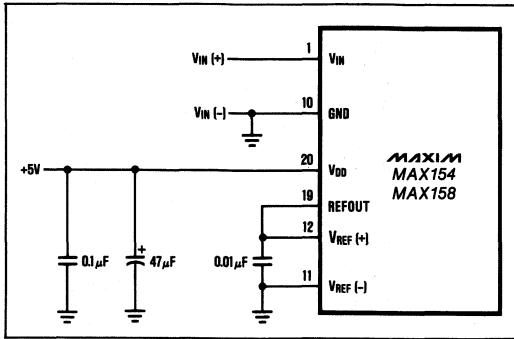 1
VIN (+)
VIN
10
VIN (–)
GND
20
+5V
VDD
MAXIM
MAX154
MAX158
19
REFOUT
12
VREF (+)
0.1μF
47μF
+
0.01μF
11
VREF (–)